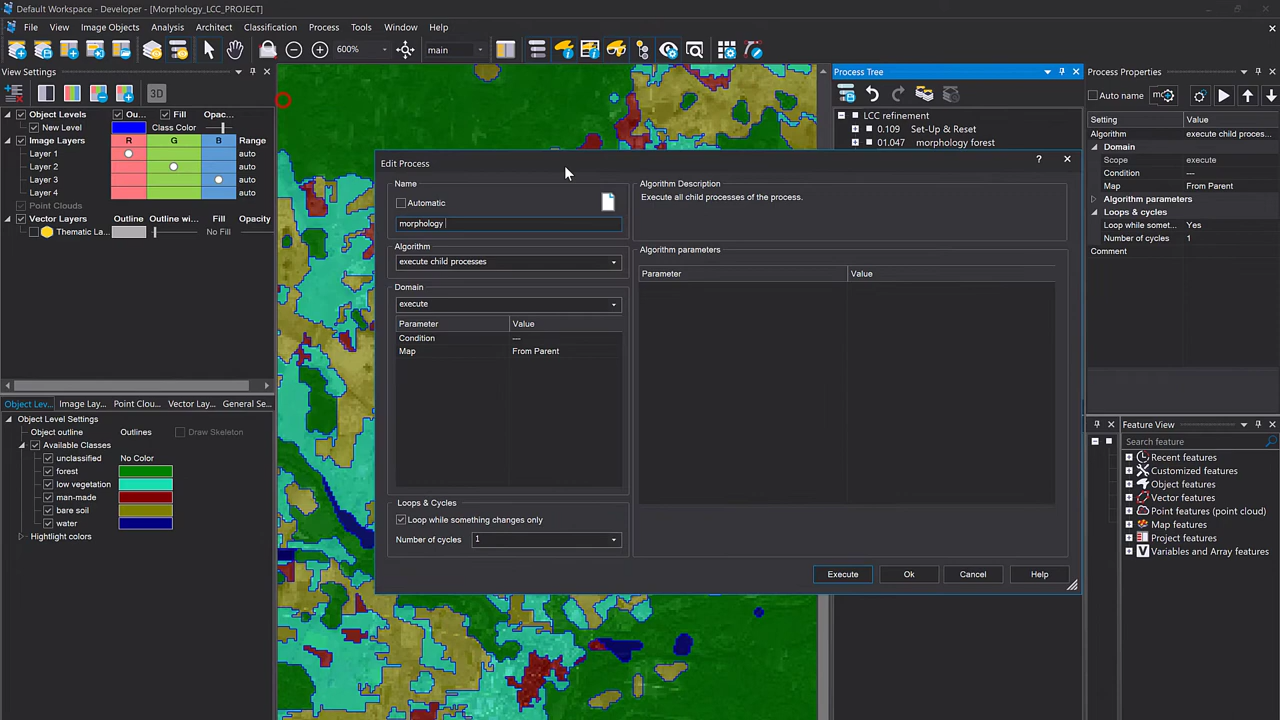 Default Workspace - Developer - [Morphology_LCC_PROJECT]
File View Image Objects Analysis Architect Classification Process Tools Window Help
600% main
3D
View Settings
Object Levels Ou... Fill Opac...
New Level Class Color
Image Layers R G B Range
Layer 1 auto
Layer 2 auto
Layer 3 auto
Layer 4
Point Clouds
Vector Layers Outline Outline wi... Fill Opacity
Thematic La... No Fill
Object Lev... Image Lay... Point Clou... Vector Lay... General Se...
Object Level Settings
Object outline Outlines Draw Skeleton
Available Classes
unclassified No Color
forest
low vegetation
man-made
bare soil
water
Highlight colors
Edit Process
?
Name
Automatic
morphology
Algorithm
execute child processes
Domain
execute
Parameter Value
Condition ---
Map From Parent
Loops & Cycles
Loop while something changes only
Number of cycles 1
Algorithm Description
Execute all child processes of the process.
Algorithm parameters
Parameter Value
Execute Ok Cancel Help
Process Tree
LCC refinement
0.109 Set-Up & Reset
01.047 morphology forest
Process Properties
Auto name
Setting Value
Algorithm execute child proces...
Domain
Scope execute
Condition ---
Map From Parent
Algorithm parameters
Loops & cycles
Loop while somet... Yes
Number of cycles 1
Comment
Feature View
Search feature
Recent features
Customized features
Object features
Vector features
Point features (point cloud)
Map features
Project features
V Variables and Array features